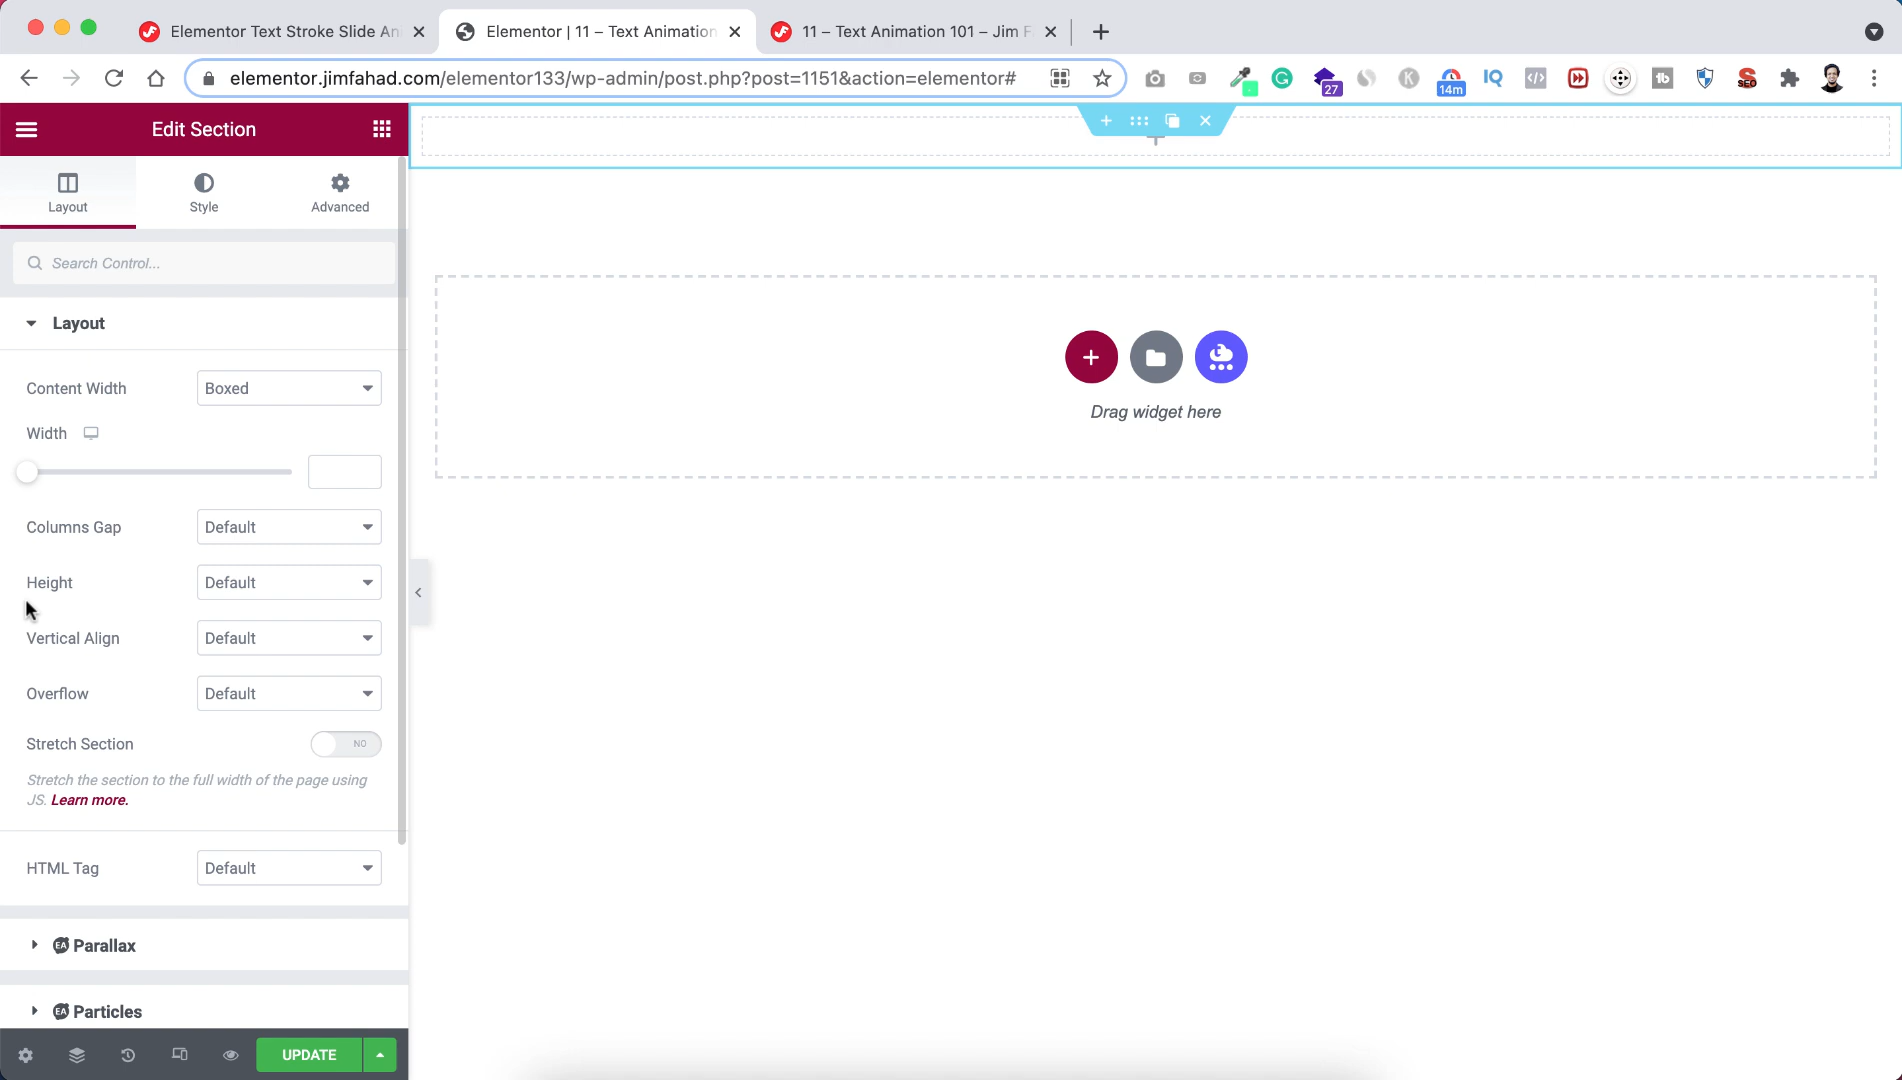 Elementor Text Stroke Slide An
Elementor | 11 – Text Animation
11 – Text Animation 101 – Jim F
elementor.jimfahad.com/elementor133/wp-admin/post.php?post=1151&action=elementor#
27
K
14m
IQ
tb
SEO
Edit Section
Layout
Style
Advanced
Search Control...
Layout
Content Width
Boxed
Width
Columns Gap
Default
Height
Default
Vertical Align
Default
Overflow
Default
Stretch Section
NO
Stretch the section to the full width of the page using
JS. Learn more.
HTML Tag
Default
EA Parallax
EA Particles
UPDATE
Drag widget here